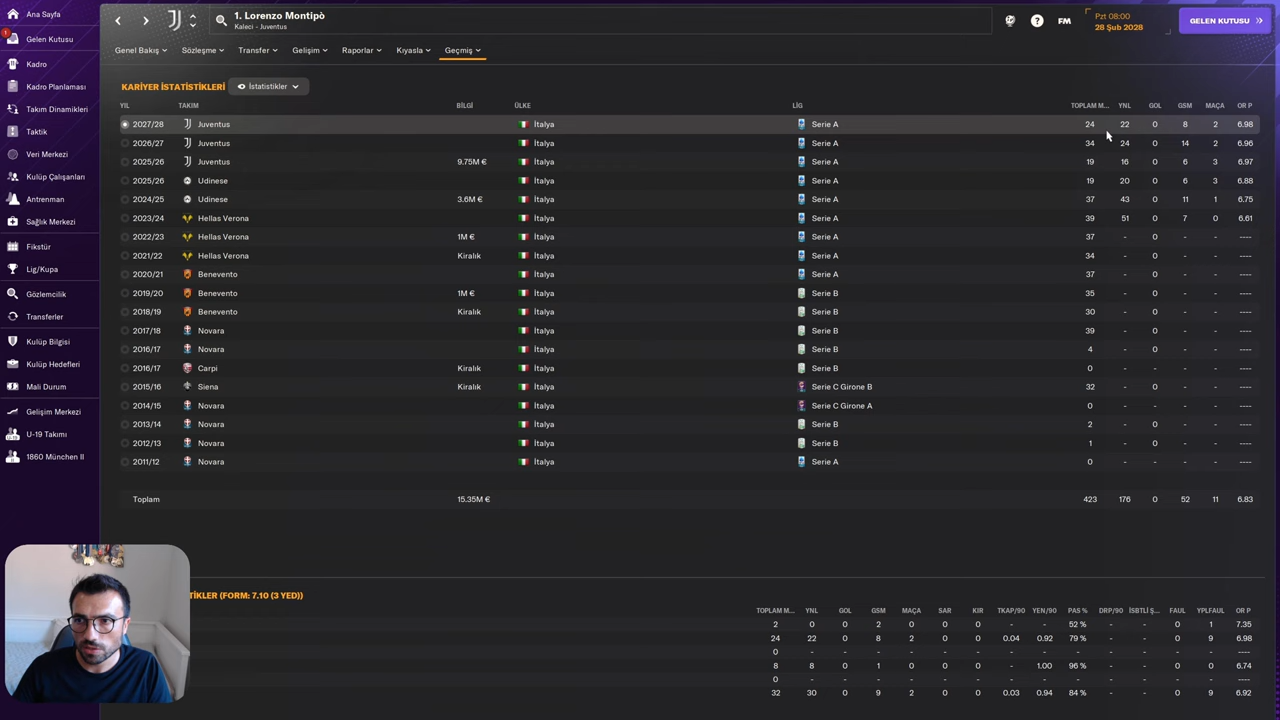 Ana Sayfa
1
Gelen Kutusu
Kadro
Kadro Planlaması
Takım Dinamikleri
Taktik
Veri Merkezi
Kulüp Çalışanları
Antrenman
Sağlık Merkezi
Fikstür
Lig/Kupa
Gözlemcilik
Transferler
Kulüp Bilgisi
Kulüp Hedefleri
Mali Durum
Gelişim Merkezi
U-19 Takımı
1860 München II
1. Lorenzo Montipò
Kaleci - Juventus
FM
Pzt 08:00
28 Şub 2028
GELEN KUTUSU
Genel Bakış Sözleşme Transfer Gelişim Raporlar Kıyasla Geçmiş
KARİYER İSTATİSTİKLERİ İstatistikler
YIL TAKIM BİLGİ ÜLKE LİG TOPLAM M... YNL GOL GSM MAÇA OR P
2027/28 Juventus İtalya Serie A 24 22 0 8 2 6.98
2026/27 Juventus İtalya Serie A 34 24 0 14 2 6.96
2025/26 Juventus 9.75M € İtalya Serie A 19 16 0 6 3 6.97
2025/26 Udinese İtalya Serie A 19 20 0 6 3 6.88
2024/25 Udinese 3.6M € İtalya Serie A 37 43 0 11 1 6.75
2023/24 Hellas Verona İtalya Serie A 39 51 0 7 0 6.61
2022/23 Hellas Verona 1M € İtalya Serie A 37 - 0 - - ----
2021/22 Hellas Verona Kiralık İtalya Serie A 34 - 0 - - ----
2020/21 Benevento İtalya Serie A 37 - 0 - - ----
2019/20 Benevento 1M € İtalya Serie B 35 - 0 - - ----
2018/19 Benevento Kiralık İtalya Serie B 30 - 0 - - ----
2017/18 Novara İtalya Serie B 39 - 0 - - ----
2016/17 Novara İtalya Serie B 4 - 0 - - ----
2016/17 Carpi Kiralık İtalya Serie B 0 - 0 - - ----
2015/16 Siena Kiralık İtalya Serie C Girone B 32 - 0 - - ----
2014/15 Novara İtalya Serie C Girone A 0 - - - - ----
2013/14 Novara İtalya Serie B 2 - 0 - - ----
2012/13 Novara İtalya Serie B 1 - 0 - - ----
2011/12 Novara İtalya Serie A 0 - - - - ----
Toplam 15.35M € 423 176 0 52 11 6.83
TİKLER (FORM: 7.10 (3 YED))
TOPLAM M... YNL GOL GSM MAÇA SAR KIR TKAP/90 YEN/90 PAS % DRP/90 İSBTLİ Ş... FAUL YPLFAUL OR P
2 0 0 2 0 0 0 - - 52 % - - 0 1 7.35
24 22 0 8 2 0 0 0.04 0.92 79 % - - 0 9 6.98
0 - - - - - - - - - - - - - ----
8 8 0 1 0 0 0 - 1.00 96 % - - 0 0 6.74
0 - - - - - - - - - - - - - ----
32 30 0 9 2 0 0 0.03 0.94 84 % - - 0 9 6.92